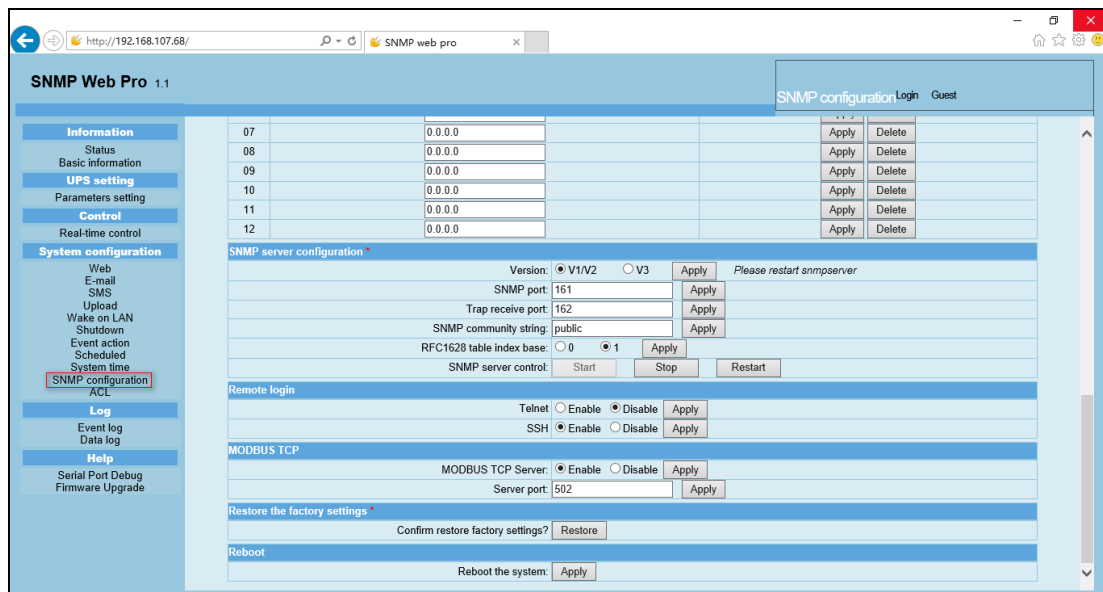 http://192.168.107.68/
SNMP web pro
SNMP Web Pro 1.1
SNMP configuration Login Guest
Information
Status
Basic information
UPS setting
Parameters setting
Control
Real-time control
System configuration
Web
E-mail
SMS
Upload
Wake on LAN
Shutdown
Event action
Scheduled
System time
SNMP configuration
ACL
Log
Event log
Data log
Help
Serial Port Debug
Firmware Upgrade
07 0.0.0.0 Apply Delete
08 0.0.0.0 Apply Delete
09 0.0.0.0 Apply Delete
10 0.0.0.0 Apply Delete
11 0.0.0.0 Apply Delete
12 0.0.0.0 Apply Delete
SNMP server configuration *
Version: V1/V2 V3 Apply Please restart snmpserver
SNMP port: 161 Apply
Trap receive port: 162 Apply
SNMP community string: public Apply
RFC1628 table index base: 0 1 Apply
SNMP server control: Start Stop Restart
Remote login
Telnet Enable Disable Apply
SSH Enable Disable Apply
MODBUS TCP
MODBUS TCP Server: Enable Disable Apply
Server port: 502 Apply
Restore the factory settings *
Confirm restore factory settings? Restore
Reboot
Reboot the system: Apply